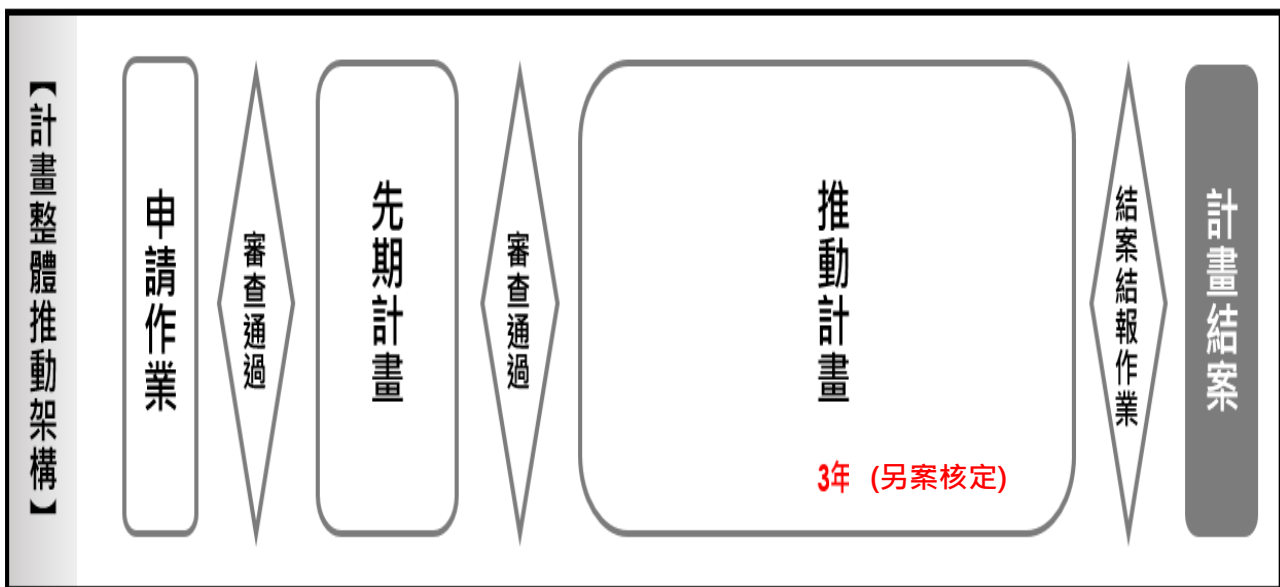 【計畫整體推動架構】
申請作業
審查通過
先期計畫
審查通過
推動計畫
3年 (另案核定)
結案結報作業
計畫結案